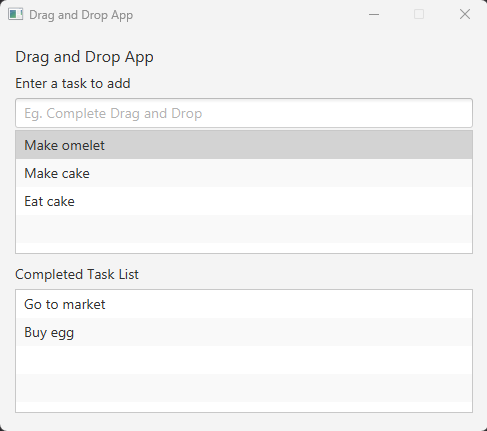 Drag and Drop App
Drag and Drop App
Enter a task to add
Eg. Complete Drag and Drop
Make omelet
Make cake
Eat cake
Completed Task List
Go to market
Buy egg